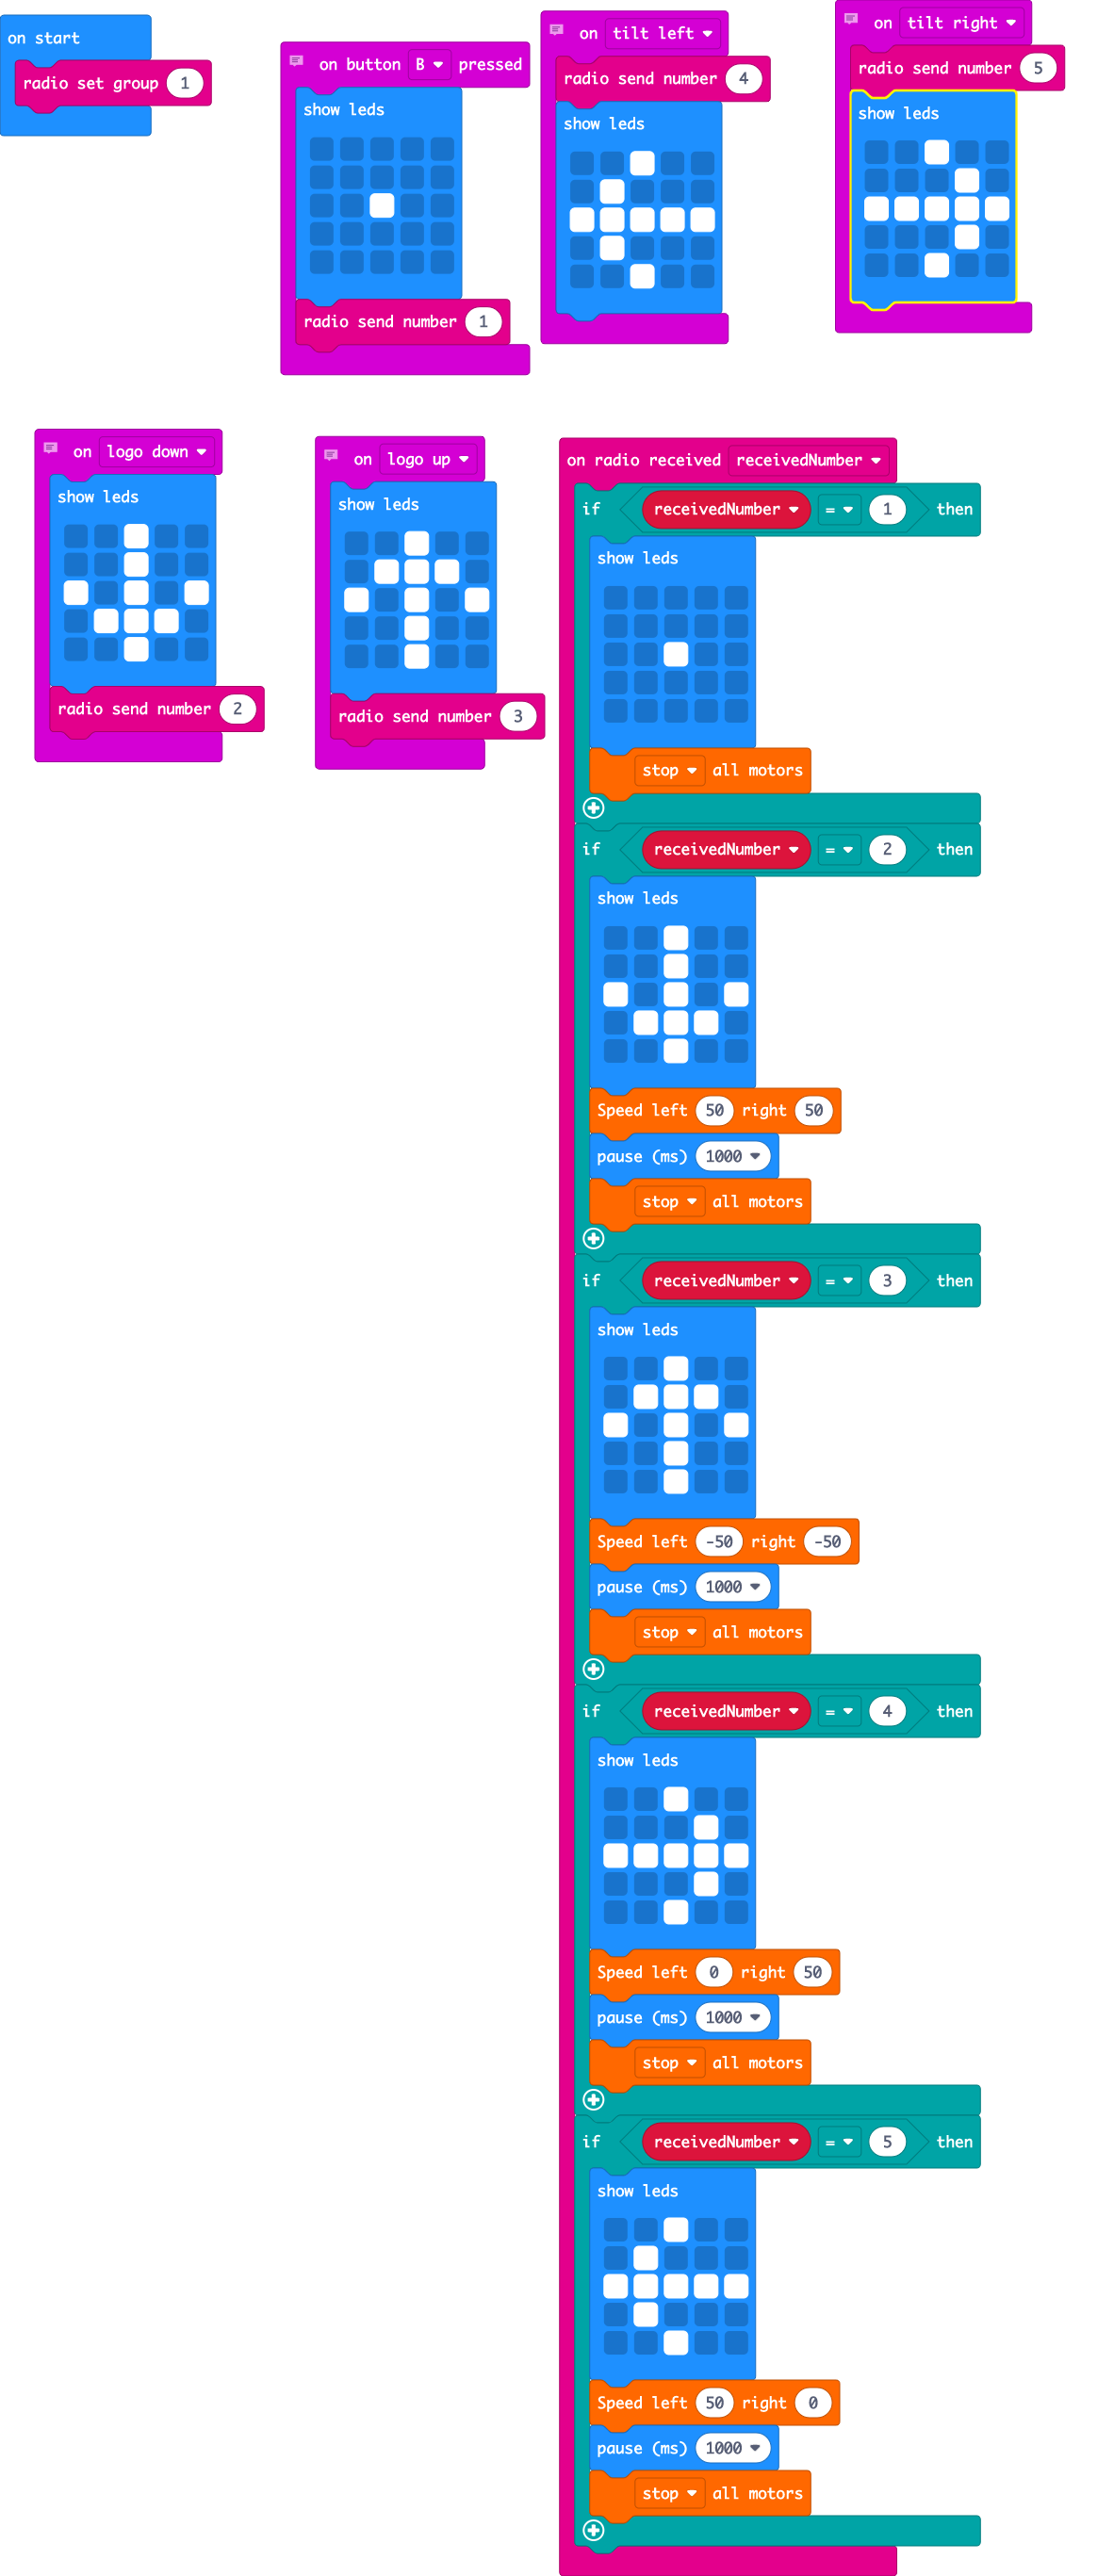 on start
radio set group 1
on button B pressed
show leds
radio send number 1
on tilt left
radio send number 4
show leds
on tilt right
radio send number 5
show leds
on logo down
show leds
radio send number 2
on logo up
show leds
radio send number 3
on radio received receivedNumber
if receivedNumber = 1 then
show leds
stop all motors
if receivedNumber = 2 then
show leds
Speed left 50 right 50
pause (ms) 1000
stop all motors
if receivedNumber = 3 then
show leds
Speed left -50 right -50
pause (ms) 1000
stop all motors
if receivedNumber = 4 then
show leds
Speed left 0 right 50
pause (ms) 1000
stop all motors
if receivedNumber = 5 then
show leds
Speed left 50 right 0
pause (ms) 1000
stop all motors